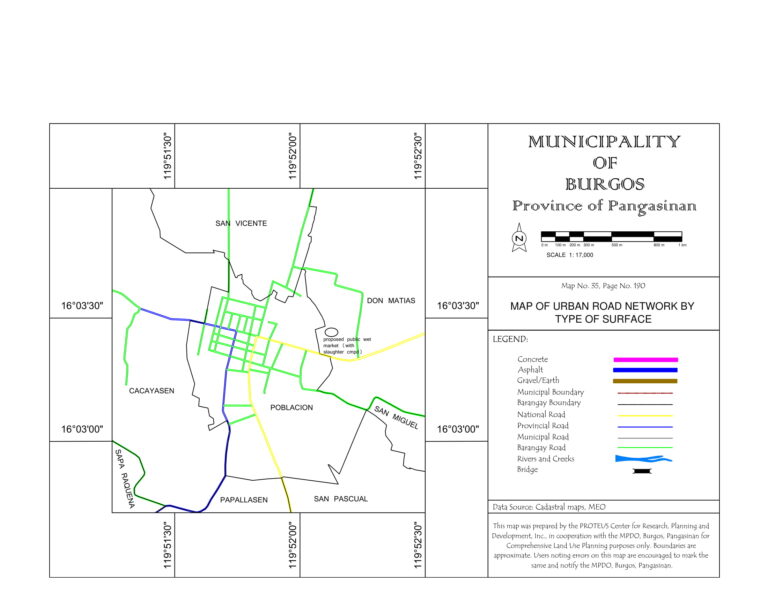 119°51'30"
119°52'00"
119°52'30"
MUNICIPALITY
OF
BURGOS
Province of Pangasinan
N
0 m 100 m 200 m 300 m 500 m 800 m 1 km
SCALE 1: 17,000
Map No. 35, Page No. 190
MAP OF URBAN ROAD NETWORK BY
TYPE OF SURFACE
LEGEND:
Concrete
Asphalt
Gravel/Earth
Municipal Boundary
Barangay Boundary
National Road
Provincial Road
Municipal Road
Barangay Road
Rivers and Creeks
Bridge
Data Source: Cadastral maps, MEO
This map was prepared by the PROTEUS Center for Research, Planning and
Development, Inc., in cooperation with the MPDO, Burgos, Pangasinan for
Comprehensive Land Use Planning purposes only. Boundaries are
approximate. Users noting errors on this map are encouraged to mark the
same and notify the MPDO, Burgos, Pangasinan.
SAN VICENTE
DON MATIAS
16°03'30"
16°03'30"
proposed public wet
market (with
slaughter cmpd)
CACAYASEN
POBLACION
SAN MIGUEL
16°03'00"
16°03'00"
SAPA RAQUENA
PAPALLASEN
SAN PASCUAL
119°51'30"
119°52'00"
119°52'30"